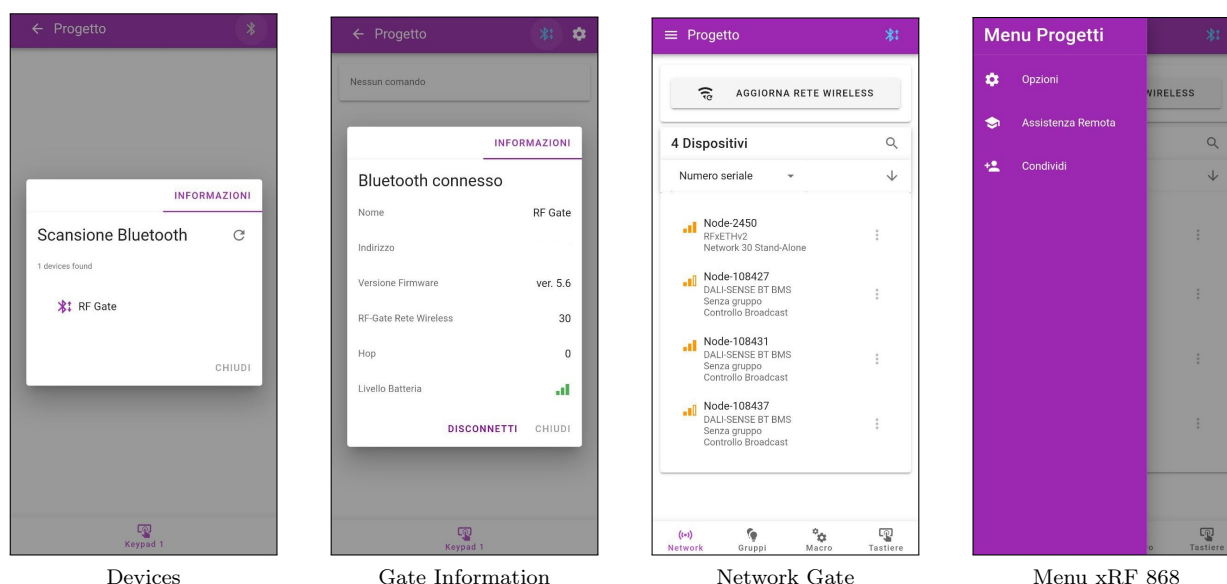 Progetto
INFORMAZIONI
Scansione Bluetooth
1 devices found
RF Gate
CHIUDI
Keypad 1
Devices
Progetto
Nessun comando
INFORMAZIONI
Bluetooth connesso
Nome RF Gate
Indirizzo
Versione Firmware ver. 5.6
RF-Gate Rete Wireless 30
Hop 0
Livello Batteria
DISCONNETTI CHIUDI
Keypad 1
Gate Information
Progetto
AGGIORNA RETE WIRELESS
4 Dispositivi
Numero seriale
Node-2450
RFxETHv2
Network 30 Stand-Alone
Node-108427
DALI-SENSE BT BMS
Senza gruppo
Controllo Broadcast
Node-108431
DALI-SENSE BT BMS
Senza gruppo
Controllo Broadcast
Node-108437
DALI-SENSE BT BMS
Senza gruppo
Controllo Broadcast
Network Gruppi Macro Tastiere
Network Gate
Menu Progetti
Opzioni
WIRELESS
Assistenza Remota
Condividi
o Tastiere
Menu xRF 868